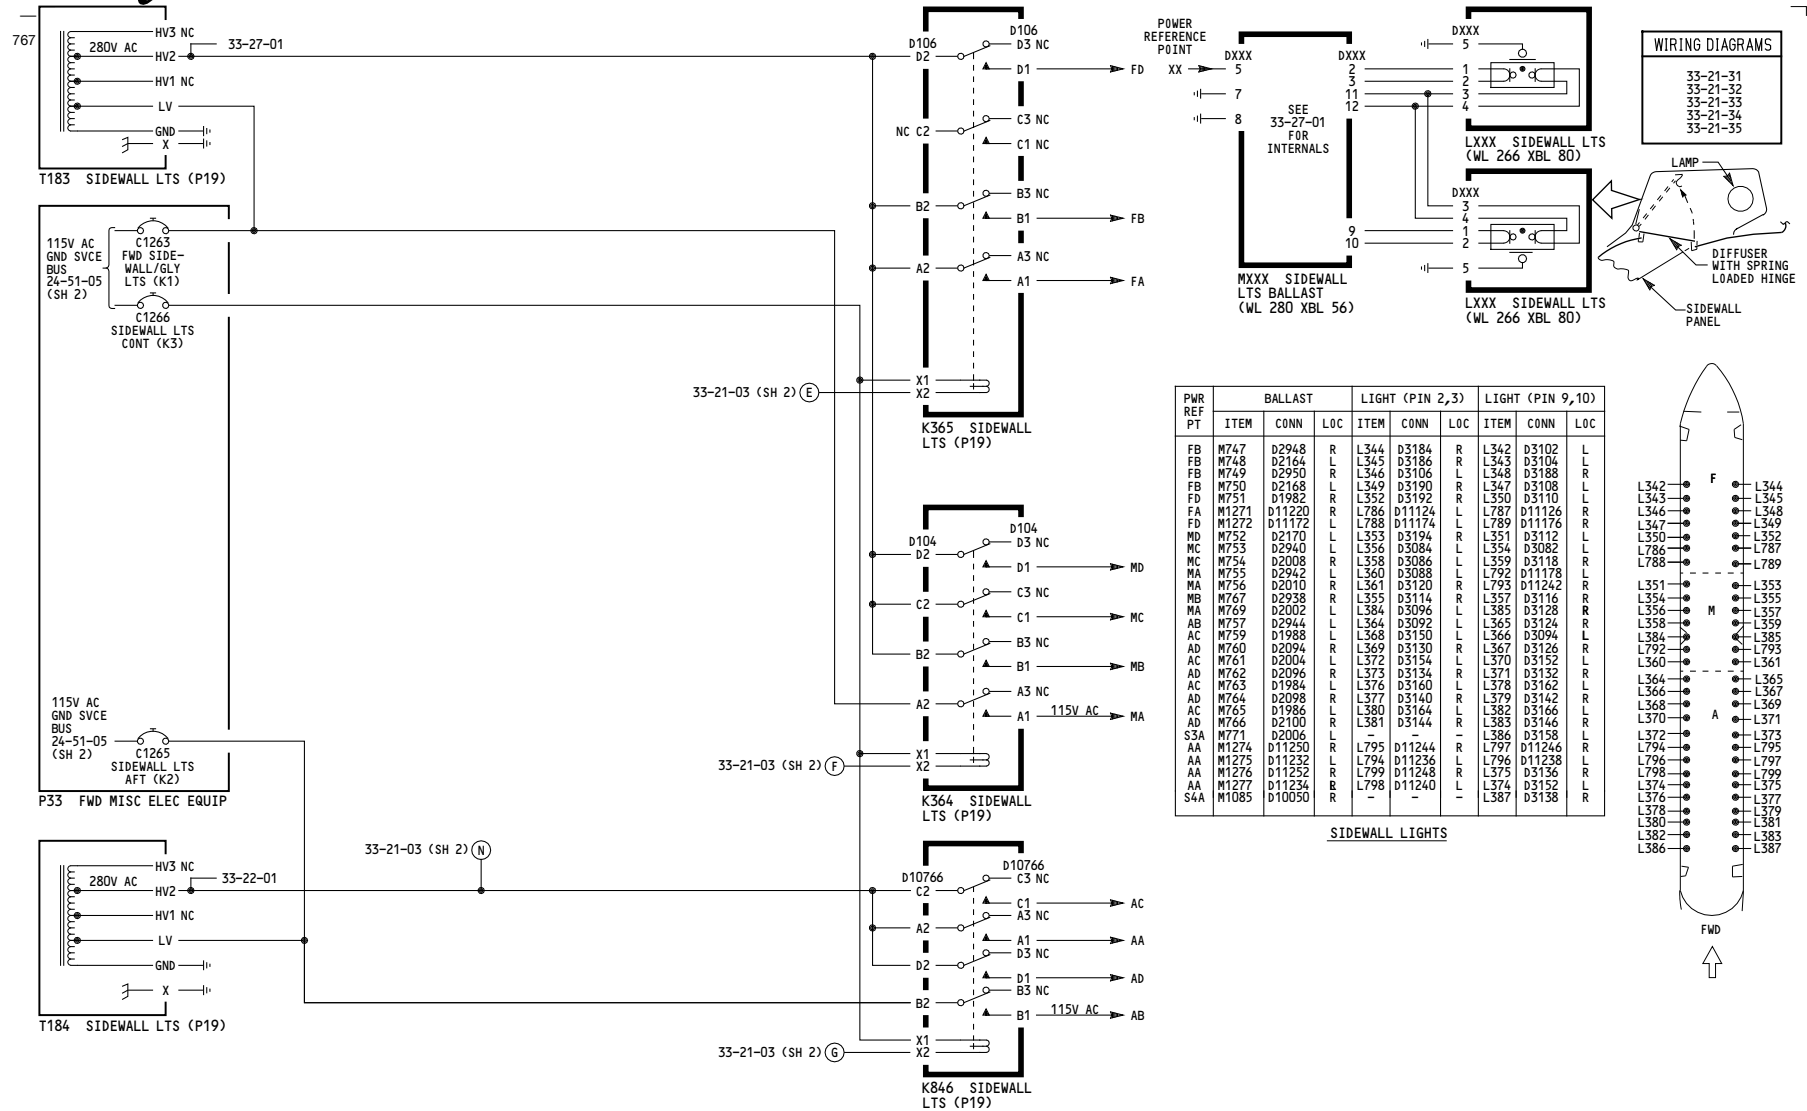 767
HV3 NC
280V AC
HV2
33-27-01
HV1 NC
LV
GND
X
T183 SIDEWALL LTS (P19)
115V AC
GND SVCE
BUS
24-51-05
(SH 2)
C1263
FWD SIDE-
WALL/GLY
LTS (K1)
C1266
SIDEWALL LTS
CONT (K3)
115V AC
GND SVCE
BUS
24-51-05
(SH 2)
C1265
SIDEWALL LTS
AFT (K2)
P33 FWD MISC ELEC EQUIP
HV3 NC
280V AC
HV2
33-22-01
HV1 NC
LV
GND
X
T184 SIDEWALL LTS (P19)
33-21-03 (SH 2) N
D106
D106
D3 NC
D2
D1
FD
C3 NC
NC C2
C1 NC
B3 NC
B2
B1
FB
A3 NC
A2
A1
FA
X1
33-21-03 (SH 2) E
X2
K365 SIDEWALL
LTS (P19)
D104
D104
D3 NC
D2
D1
MD
C3 NC
C2
C1
MC
B3 NC
B2
B1
MB
A3 NC
A2
A1
115V AC
MA
X1
33-21-03 (SH 2) F
X2
K364 SIDEWALL
LTS (P19)
D10766
D10766
C3 NC
C2
C1
AC
A3 NC
A2
A1
AA
D3 NC
D2
D1
AD
B3 NC
B2
B1
115V AC
AB
X1
33-21-03 (SH 2) G
X2
K846 SIDEWALL
LTS (P19)
POWER
REFERENCE
POINT
XX
DXXX
5
7
8
SEE
33-27-01
FOR
INTERNALS
DXXX
2
3
11
12
9
10
MXXX SIDEWALL
LTS BALLAST
(WL 280 XBL 56)
DXXX
5
1
2
3
4
LXXX SIDEWALL LTS
(WL 266 XBL 80)
DXXX
3
4
1
2
5
LXXX SIDEWALL LTS
(WL 266 XBL 80)
WIRING DIAGRAMS
33-21-31
33-21-32
33-21-33
33-21-34
33-21-35
LAMP
DIFFUSER
WITH SPRING
LOADED HINGE
SIDEWALL
PANEL
PWR REF PT BALLAST LIGHT (PIN 2,3) LIGHT (PIN 9,10)
ITEM CONN LOC ITEM CONN LOC ITEM CONN LOC
FB M747 D2948 R L344 D3184 R L342 D3102 L
FB M748 D2164 L L345 D3186 R L343 D3104 L
FB M749 D2950 R L346 D3106 L L348 D3188 R
FB M750 D2168 L L349 D3190 R L347 D3108 L
FD M751 D1982 R L352 D3192 R L350 D3110 L
FA M1271 D11220 R L786 D11124 L L787 D11126 R
FD M1272 D11172 L L788 D11174 L L789 D11176 R
MD M752 D2170 L L353 D3194 R L351 D3112 L
MC M753 D2940 L L356 D3084 L L354 D3082 L
MC M754 D2008 R L358 D3086 L L359 D3118 R
MA M755 D2942 L L360 D3088 L L792 D11178 L
MA M756 D2010 R L361 D3120 R L793 D11242 R
MB M767 D2938 R L355 D3114 R L357 D3116 R
MA M769 D2002 L L384 D3096 L L385 D3128 R
AB M757 D2944 L L364 D3092 L L365 D3124 R
AC M759 D1988 L L368 D3150 L L366 D3094 L
AD M760 D2094 R L369 D3130 R L367 D3126 R
AC M761 D2004 L L372 D3154 L L370 D3152 L
AD M762 D2096 R L373 D3134 R L371 D3132 R
AC M763 D1984 L L376 D3160 L L378 D3162 L
AD M764 D2098 R L377 D3140 R L379 D3142 R
AC M765 D1986 L L380 D3164 L L382 D3166 L
AD M766 D2100 R L381 D3144 R L383 D3146 R
S3A M771 D2006 L – – – L386 D3158 L
AA M1274 D11250 R L795 D11244 R L797 D11246 R
AA M1275 D11232 L L794 D11236 L L796 D11238 L
AA M1276 D11252 R L799 D11248 R L375 D3136 R
AA M1277 D11234 L798 D11240 L L374 D3152 L
S4A M1085 D10050 R – – – L387 D3138 R
SIDEWALL LIGHTS
F
L342 L344
L343 L345
L346 L348
L347 L349
L350 L352
L786 L787
L788 L789
L351 L353
L354 L355
L356 M L357
L358 L359
L384 L385
L792 L793
L360 L361
L364 L365
L366 L367
L368 L369
L370 A L371
L372 L373
L794 L795
L796 L797
L798 L799
L374 L375
L376 L377
L378 L379
L380 L381
L382 L383
L386 L387
FWD